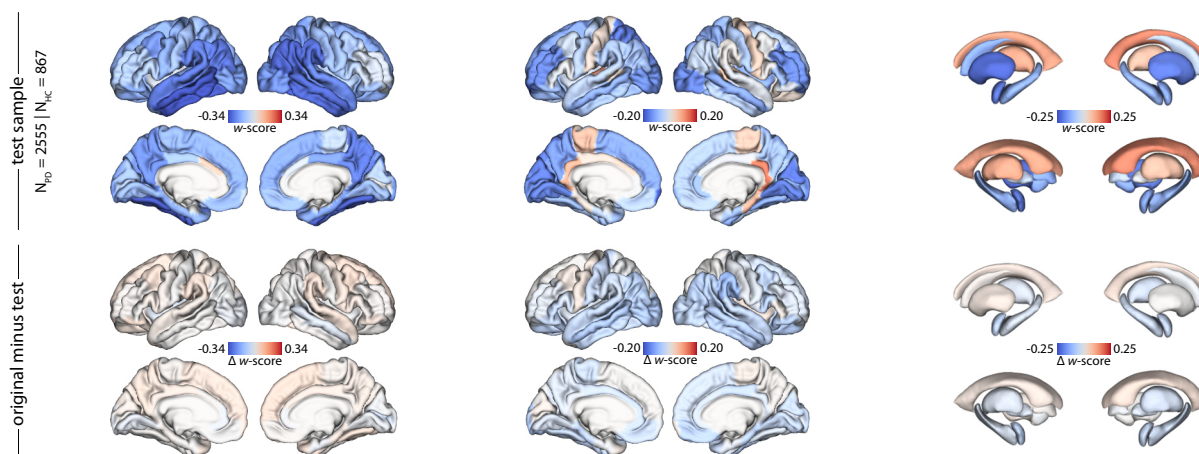 test sample
N_PD = 2555 | N_HC = 867
-0.34 0.34
w-score
-0.20 0.20
w-score
-0.25 0.25
w-score
original minus test
-0.34 0.34
Δ w-score
-0.20 0.20
Δ w-score
-0.25 0.25
Δ w-score